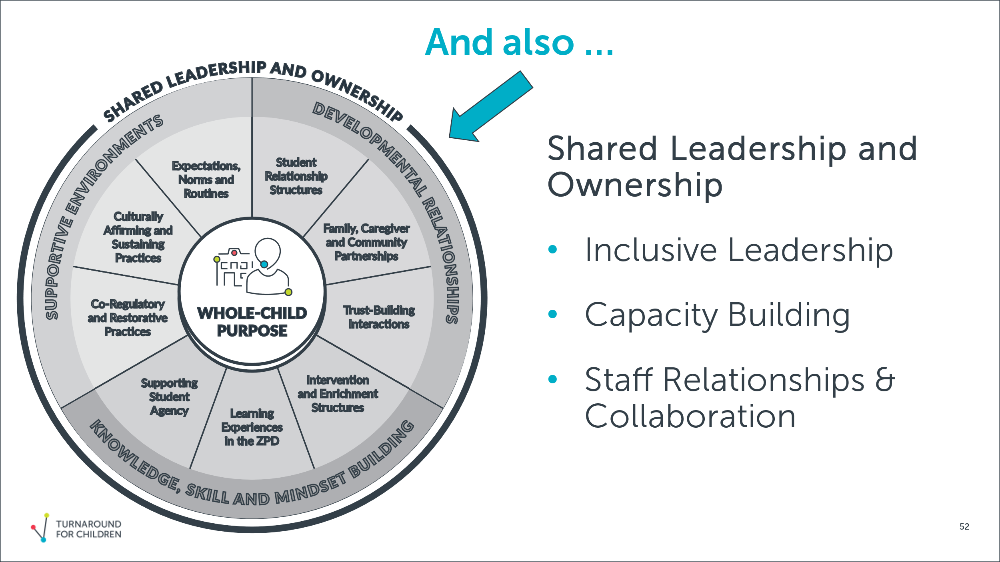 And also ...
SHARED LEADERSHIP AND OWNERSHIP
SUPPORTIVE ENVIRONMENTS
DEVELOPMENTAL RELATIONSHIPS
KNOWLEDGE, SKILL AND MINDSET BUILDING
Expectations,
Norms and
Routines
Student
Relationship
Structures
Culturally
Affirming and
Sustaining
Practices
Family, Caregiver
and Community
Partnerships
Co-Regulatory
and Restorative
Practices
Trust-Building
Interactions
Supporting
Student
Agency
Learning
Experiences
in the ZPD
Intervention
and Enrichment
Structures
WHOLE-CHILD
PURPOSE
Shared Leadership and
Ownership
• Inclusive Leadership
• Capacity Building
• Staff Relationships &
Collaboration
TURNAROUND
FOR CHILDREN
52